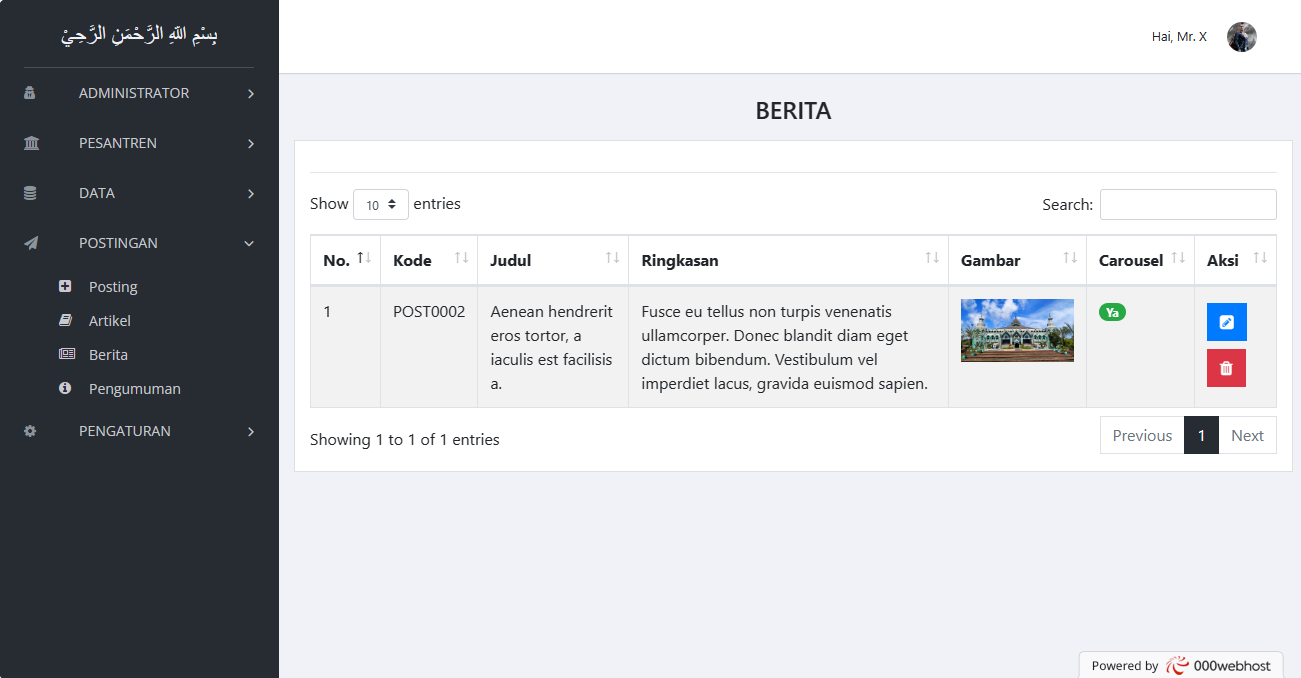 بِسْمِ اللهِ الرَّحْمَنِ الرَّحِيْ
Hai, Mr. X
ADMINISTRATOR
PESANTREN
DATA
POSTINGAN
Posting
Artikel
Berita
Pengumuman
PENGATURAN
BERITA
Show 10 entries
Search:
No. Kode Judul Ringkasan Gambar Carousel Aksi
1 POST0002 Aenean hendrerit Fusce eu tellus non turpis venenatis Ya
eros tortor, a ullamcorper. Donec blandit diam eget
iaculis est facilisis dictum bibendum. Vestibulum vel
a. imperdiet lacus, gravida euismod sapien.
Showing 1 to 1 of 1 entries
Previous 1 Next
Powered by 000webhost